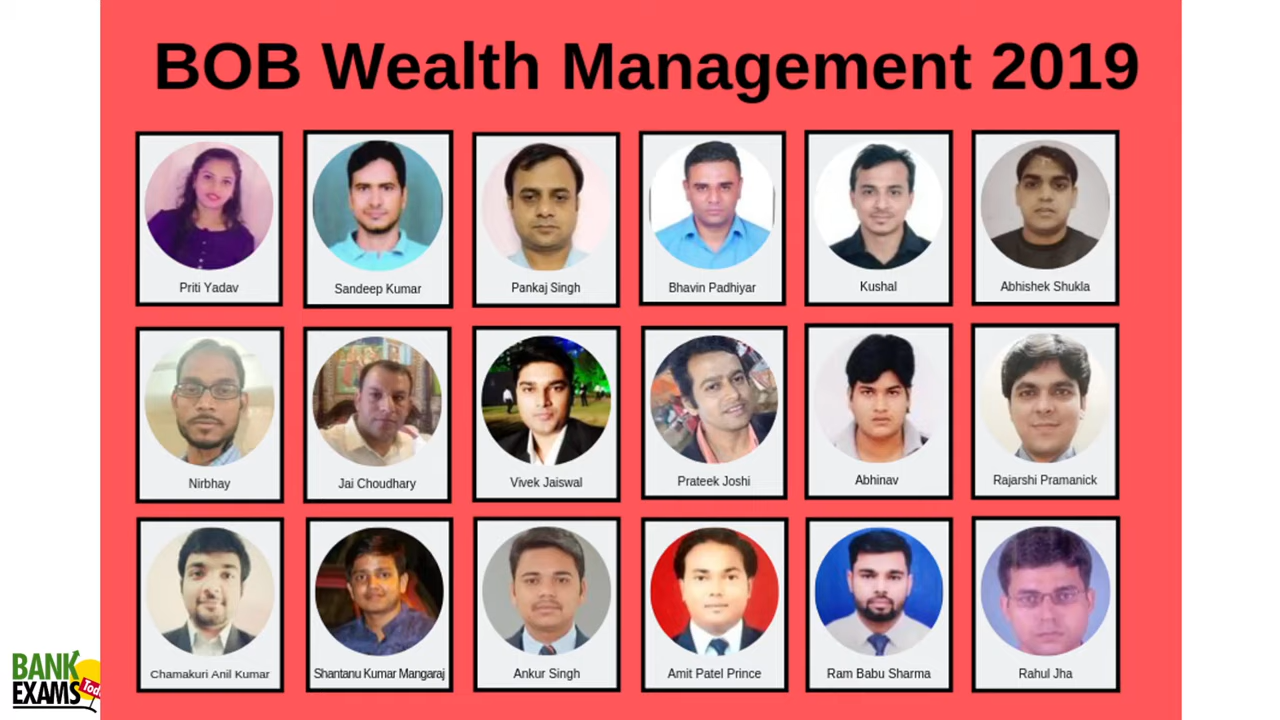 BOB Wealth Management 2019
Priti Yadav
Sandeep Kumar
Pankaj Singh
Bhavin Padhiyar
Kushal
Abhishek Shukla
Nirbhay
Jai Choudhary
Vivek Jaiswal
Prateek Joshi
Abhinav
Rajarshi Pramanick
Chamakuri Anil Kumar
Shantanu Kumar Mangaraj
Ankur Singh
Amit Patel Prince
Ram Babu Sharma
Rahul Jha
BANK
EXAMS